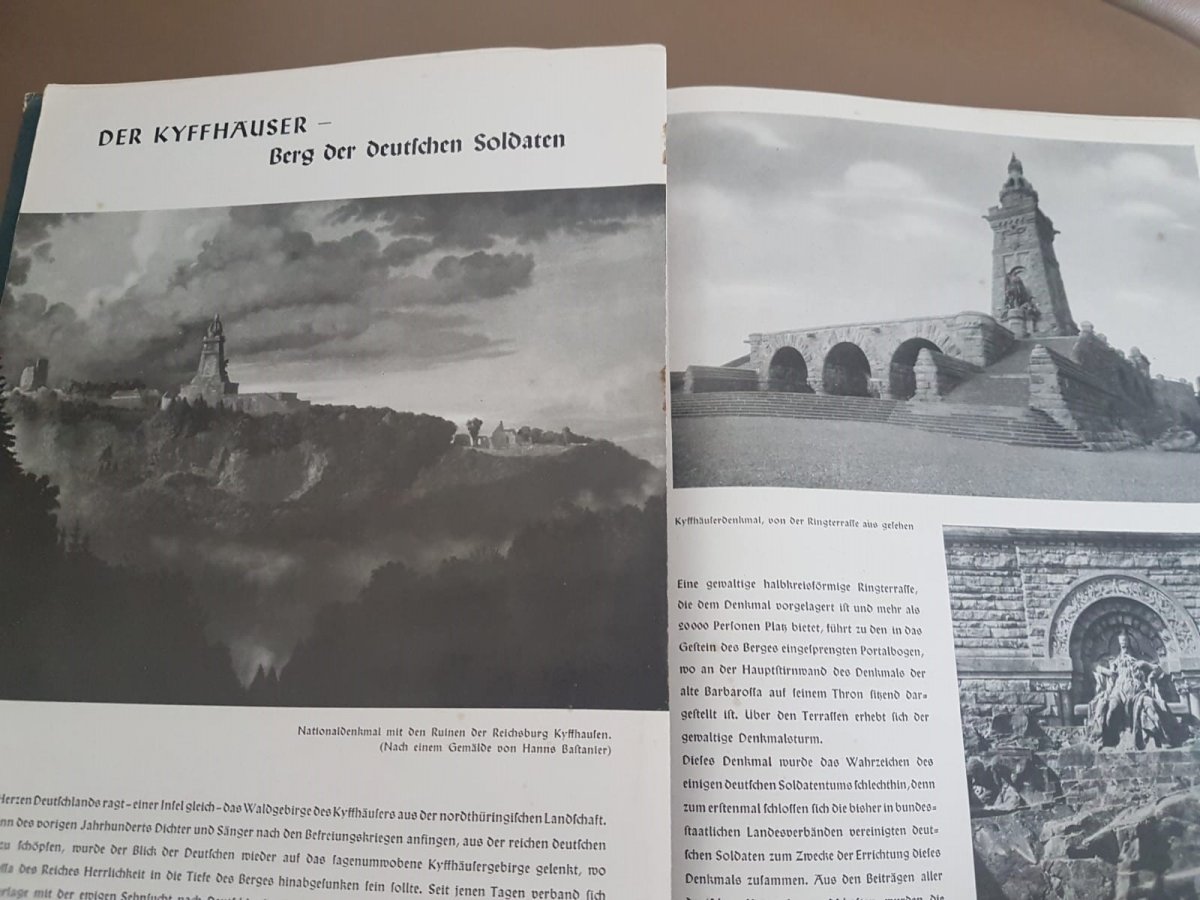 DER KYFFHÄUSER –
Berg der deutſchen Soldaten
Nationaldenkmal mit den Ruinen der Reichsburg Kyffhauſen.
(Nach einem Gemälde von Hanns Baſtanier)
Herzen Deutſchlands ragt – einer Inſel gleich – das Waldgebirge des Kyffhäuſers aus der nordthüringiſchen Landſchaft.
des vorigen Jahrhunderts Dichter und Sänger nach den Befreiungskriegen anfingen, aus der reichen deutſchen
zu ſchöpfen, wurde der Blick der Deutſchen wieder auf das ſagenumwobene Kyffhäuſergebirge gelenkt, wo
des Reiches Herrlichkeit in die Tiefe des Berges hinabgeſunken ſein ſollte. Seit jenen Tagen verband ſich
mit der ewigen Sehnſucht nach
Kyffhäuſerdenkmal, von der Ringterraſſe aus geſehen
Eine gewaltige halbkreisförmige Ringterraſſe,
die dem Denkmal vorgelagert iſt und mehr als
20000 Perſonen Platz bietet, führt zu den in das
Geſtein des Berges eingeſprengten Portalbogen,
wo an der Hauptſtirnwand des Denkmals der
alte Barbaroſſa auf ſeinem Thron ſitzend dar-
geſtellt iſt. Über den Terraſſen erhebt ſich der
gewaltige Denkmalsturm.
Dieſes Denkmal wurde das Wahrzeichen des
einigen deutſchen Soldatentums ſchlechthin, denn
zum erſtenmal ſchloſſen ſich die bisher in bundes-
ſtaatlichen Landesverbänden vereinigten deut-
ſchen Soldaten zum Zwecke der Errichtung dieſes
Denkmals zuſammen. Aus den Beiträgen aller
wurden die